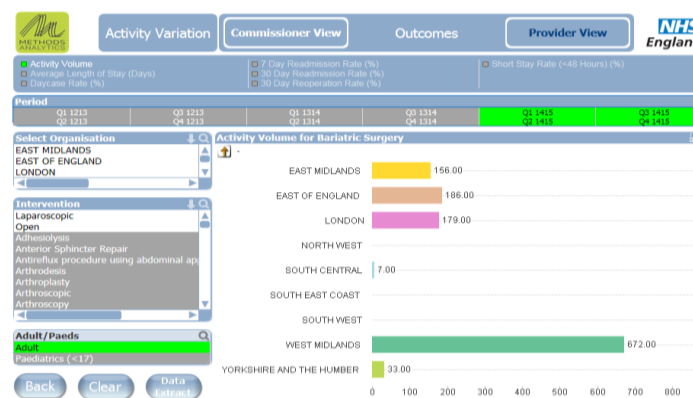 METHODS
ANALYTICS
Activity Variation
Commissioner View
Outcomes
Provider View
NHS
England
Activity Volume
Average Length of Stay (Days)
Daycase Rate (%)
7 Day Readmission Rate (%)
30 Day Readmission Rate (%)
30 Day Reoperation Rate (%)
Short Stay Rate (<48 Hours) (%)
Period
Q1 1213 Q3 1213 Q1 1314 Q3 1314 Q1 1415 Q3 1415
Q2 1213 Q4 1213 Q2 1314 Q4 1314 Q2 1415 Q4 1415
Select Organisation
EAST MIDLANDS
EAST OF ENGLAND
LONDON
Intervention
Laparoscopic
Open
Adhesiolysis
Anterior Sphincter Repair
Antireflux procedure using abdominal ap
Arthrodesis
Arthroplasty
Arthroscopic
Arthroscopy
Adult/Paeds
Adult
Paediatrics (<17)
Back
Clear
Data
Extract
Activity Volume for Bariatric Surgery
-
EAST MIDLANDS 156.00
EAST OF ENGLAND 186.00
LONDON 179.00
NORTH WEST
SOUTH CENTRAL 7.00
SOUTH EAST COAST
SOUTH WEST
WEST MIDLANDS 672.00
YORKSHIRE AND THE HUMBER 33.00
0 100 200 300 400 500 600 700 800